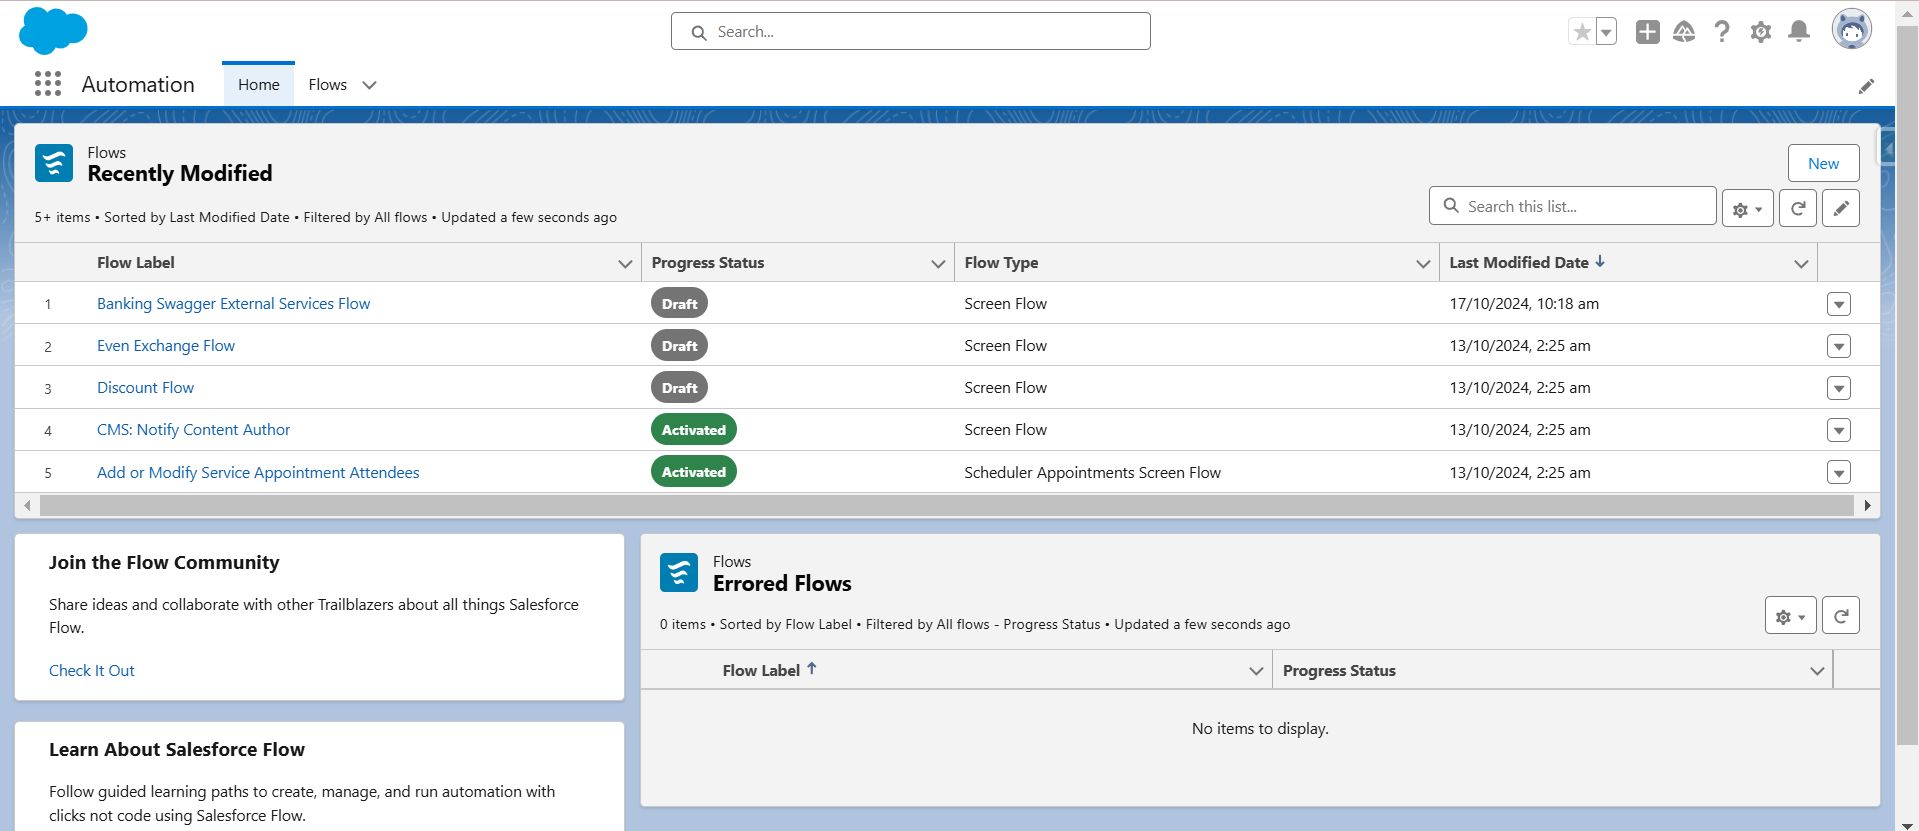 Search...
Automation
Home
Flows
Flows
Recently Modified
New
5+ items • Sorted by Last Modified Date • Filtered by All flows • Updated a few seconds ago
Search this list...
Flow Label Progress Status Flow Type Last Modified Date
1 Banking Swagger External Services Flow Draft Screen Flow 17/10/2024, 10:18 am
2 Even Exchange Flow Draft Screen Flow 13/10/2024, 2:25 am
3 Discount Flow Draft Screen Flow 13/10/2024, 2:25 am
4 CMS: Notify Content Author Activated Screen Flow 13/10/2024, 2:25 am
5 Add or Modify Service Appointment Attendees Activated Scheduler Appointments Screen Flow 13/10/2024, 2:25 am
Join the Flow Community
Share ideas and collaborate with other Trailblazers about all things Salesforce
Flow.
Check It Out
Flows
Errored Flows
0 items • Sorted by Flow Label • Filtered by All flows - Progress Status • Updated a few seconds ago
Flow Label Progress Status
No items to display.
Learn About Salesforce Flow
Follow guided learning paths to create, manage, and run automation with
clicks not code using Salesforce Flow.